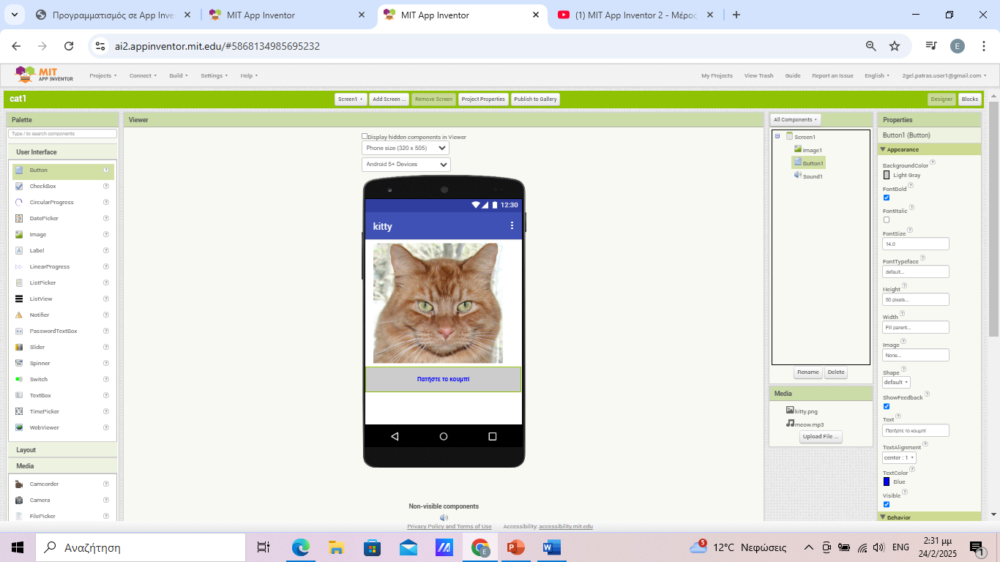 Προγραμματισμός σε App Inve
MIT App Inventor
MIT App Inventor
(1) MIT App Inventor 2 - Μέρος
ai2.appinventor.mit.edu/#5868134985695232
E
MIT
APP INVENTOR
Projects
Connect
Build
Settings
Help
My Projects
View Trash
Guide
Report an Issue
English
2gel.patras.user1@gmail.com
cat1
Screen1
Add Screen ...
Remove Screen
Project Properties
Publish to Gallery
Designer
Blocks
Palette
Type / to search components
User Interface
Button
CheckBox
CircularProgress
DatePicker
Image
Label
LinearProgress
ListPicker
ListView
Notifier
PasswordTextBox
Slider
Spinner
Switch
TextBox
TimePicker
WebViewer
Layout
Media
Camcorder
Camera
FilePicker
Viewer
Display hidden components in Viewer
Phone size (320 x 505)
Android 5+ Devices
12:30
kitty
Πατήστε το κουμπί
Non-visible components
All Components
Screen1
Image1
Button1
Sound1
Rename
Delete
Media
kitty.png
meow.mp3
Upload File ...
Properties
Button1 (Button)
Appearance
BackgroundColor
Light Gray
FontBold
FontItalic
FontSize
14.0
FontTypeface
default...
Height
50 pixels...
Width
Fill parent...
Image
None...
Shape
default
ShowFeedback
Text
Πατήστε το κουμπί
TextAlignment
center : 1
TextColor
Blue
Visible
Behavior
Privacy Policy and Terms of Use
Accessibility: accessibility.mit.edu
Αναζήτηση
5
12°C Νεφώσεις
ENG
2:31 μμ
24/2/2025
1